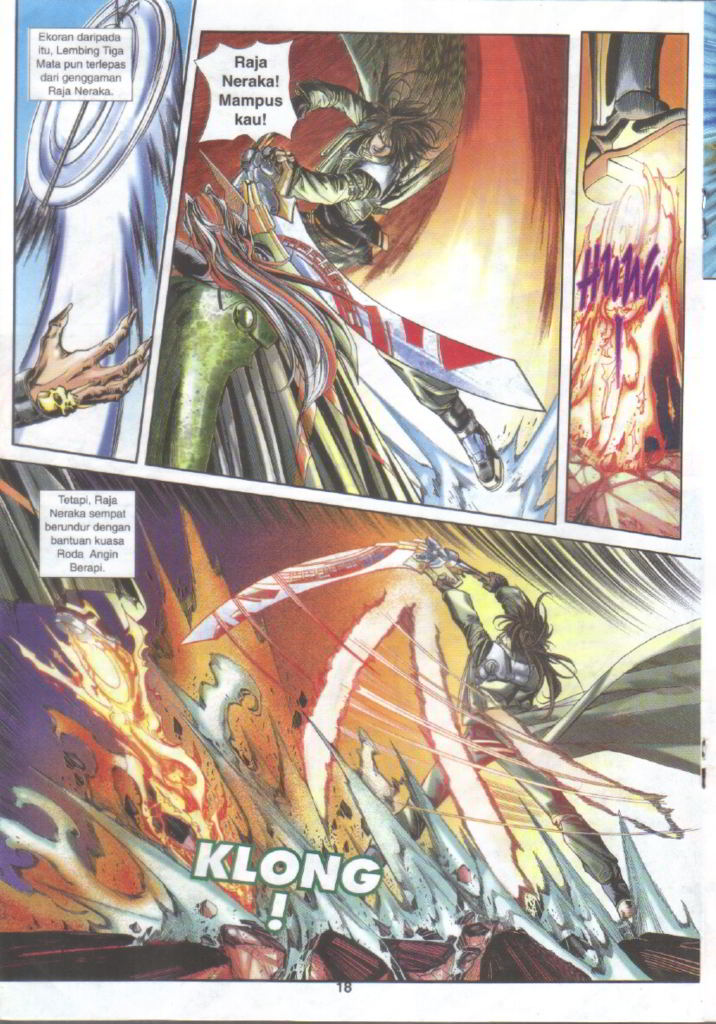 Ekoran daripada
itu, Lembing Tiga
Mata pun terlepas
dari genggaman
Raja Neraka.
Raja
Neraka!
Mampus
kau!
HUNG
!
Tetapi, Raja
Neraka sempat
berundur dengan
bantuan kuasa
Roda Angin
Berapi.
KLONG
!
18